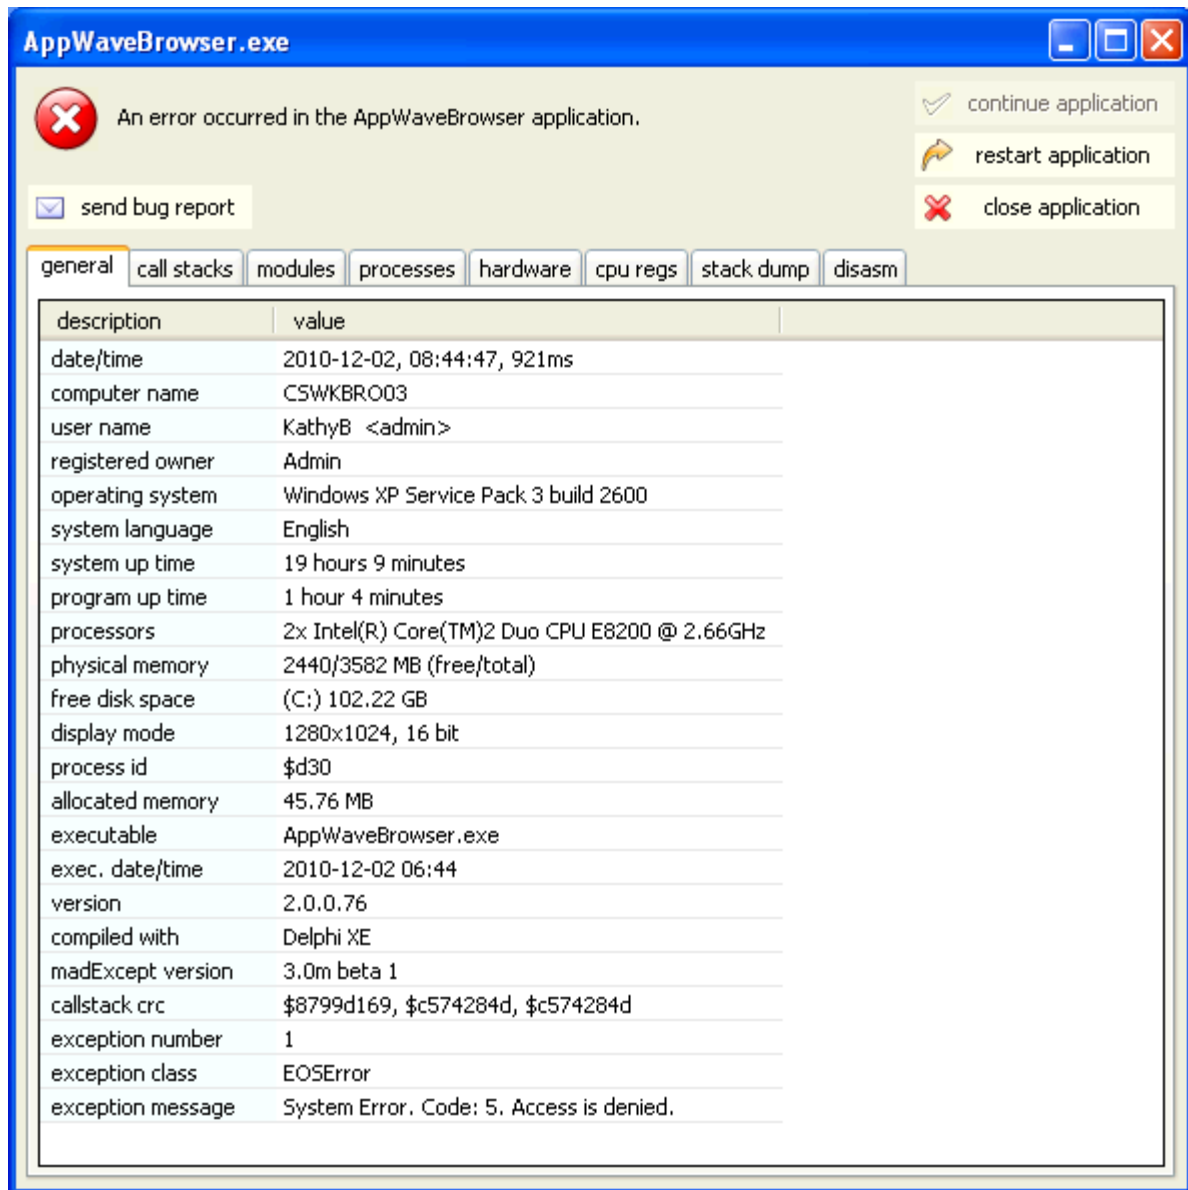 AppWaveBrowser.exe
An error occurred in the AppWaveBrowser application.
continue application
restart application
send bug report
close application
general call stacks modules processes hardware cpu regs stack dump disasm
description value
date/time 2010-12-02, 08:44:47, 921ms
computer name CSWKBRO03
user name KathyB <admin>
registered owner Admin
operating system Windows XP Service Pack 3 build 2600
system language English
system up time 19 hours 9 minutes
program up time 1 hour 4 minutes
processors 2x Intel(R) Core(TM)2 Duo CPU E8200 @ 2.66GHz
physical memory 2440/3582 MB (free/total)
free disk space (C:) 102.22 GB
display mode 1280x1024, 16 bit
process id $d30
allocated memory 45.76 MB
executable AppWaveBrowser.exe
exec. date/time 2010-12-02 06:44
version 2.0.0.76
compiled with Delphi XE
madExcept version 3.0m beta 1
callstack crc $8799d169, $c574284d, $c574284d
exception number 1
exception class EOSError
exception message System Error. Code: 5. Access is denied.